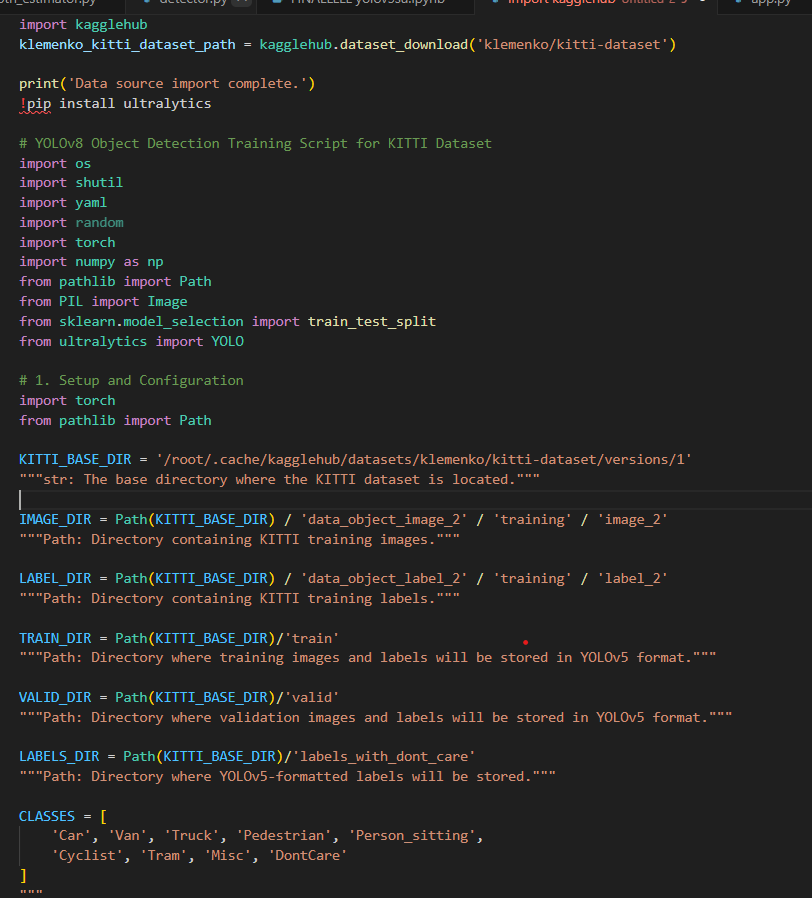 detector.py
import kagglehub Untitled-2 9
app.py
import kagglehub
klemenko_kitti_dataset_path = kagglehub.dataset_download('klemenko/kitti-dataset')
print('Data source import complete.')
!pip install ultralytics
# YOLOv8 Object Detection Training Script for KITTI Dataset
import os
import shutil
import yaml
import random
import torch
import numpy as np
from pathlib import Path
from PIL import Image
from sklearn.model_selection import train_test_split
from ultralytics import YOLO
# 1. Setup and Configuration
import torch
from pathlib import Path
KITTI_BASE_DIR = '/root/.cache/kagglehub/datasets/klemenko/kitti-dataset/versions/1'
"""str: The base directory where the KITTI dataset is located."""
IMAGE_DIR = Path(KITTI_BASE_DIR) / 'data_object_image_2' / 'training' / 'image_2'
"""Path: Directory containing KITTI training images."""
LABEL_DIR = Path(KITTI_BASE_DIR) / 'data_object_label_2' / 'training' / 'label_2'
"""Path: Directory containing KITTI training labels."""
TRAIN_DIR = Path(KITTI_BASE_DIR)/'train'
"""Path: Directory where training images and labels will be stored in YOLOv5 format."""
VALID_DIR = Path(KITTI_BASE_DIR)/'valid'
"""Path: Directory where validation images and labels will be stored in YOLOv5 format."""
LABELS_DIR = Path(KITTI_BASE_DIR)/'labels_with_dont_care'
"""Path: Directory where YOLOv5-formatted labels will be stored."""
CLASSES = [
    'Car', 'Van', 'Truck', 'Pedestrian', 'Person_sitting',
    'Cyclist', 'Tram', 'Misc', 'DontCare'
]
"""